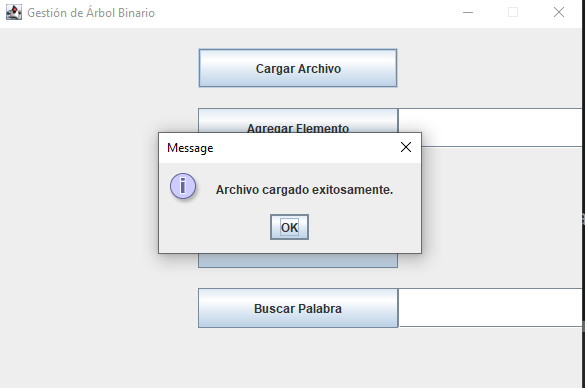 Gestión de Árbol Binario
Cargar Archivo
Agregar Elemento
Message
Archivo cargado exitosamente.
OK
Buscar Palabra